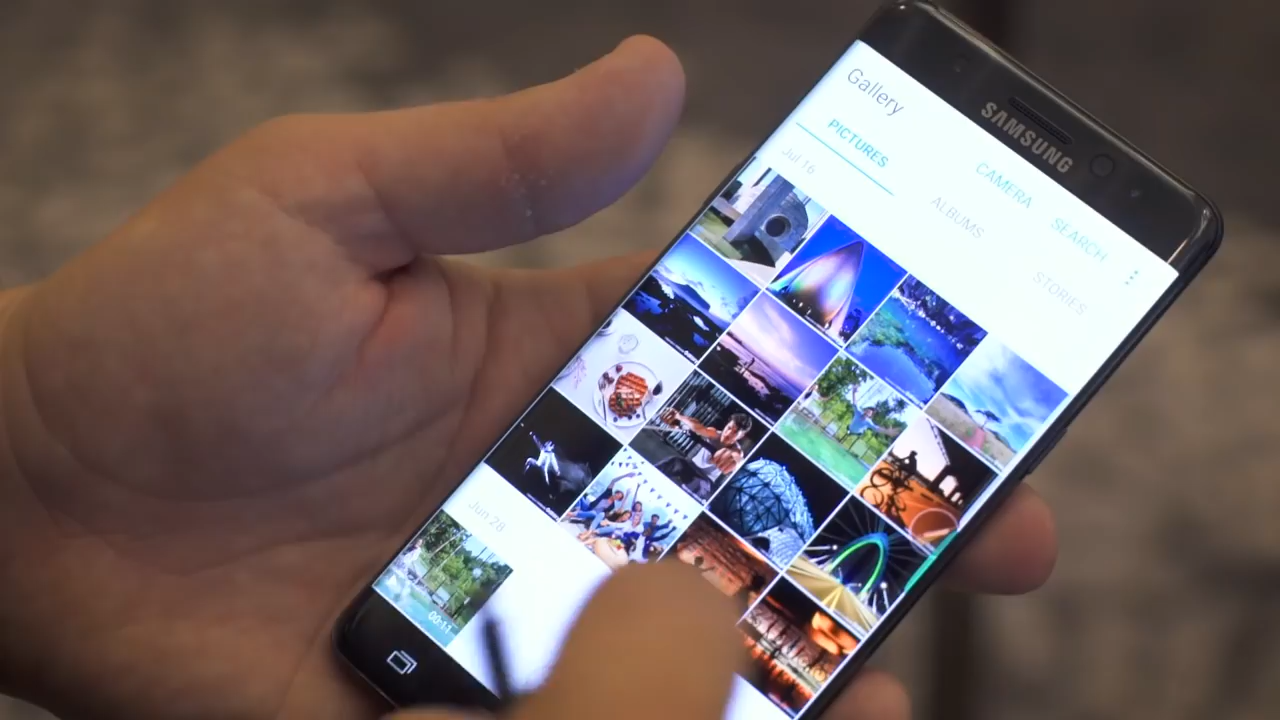 SAMSUNG
Gallery
CAMERA
SEARCH
PICTURES
ALBUMS
STORIES
Jul 16
Jun 28
00:11